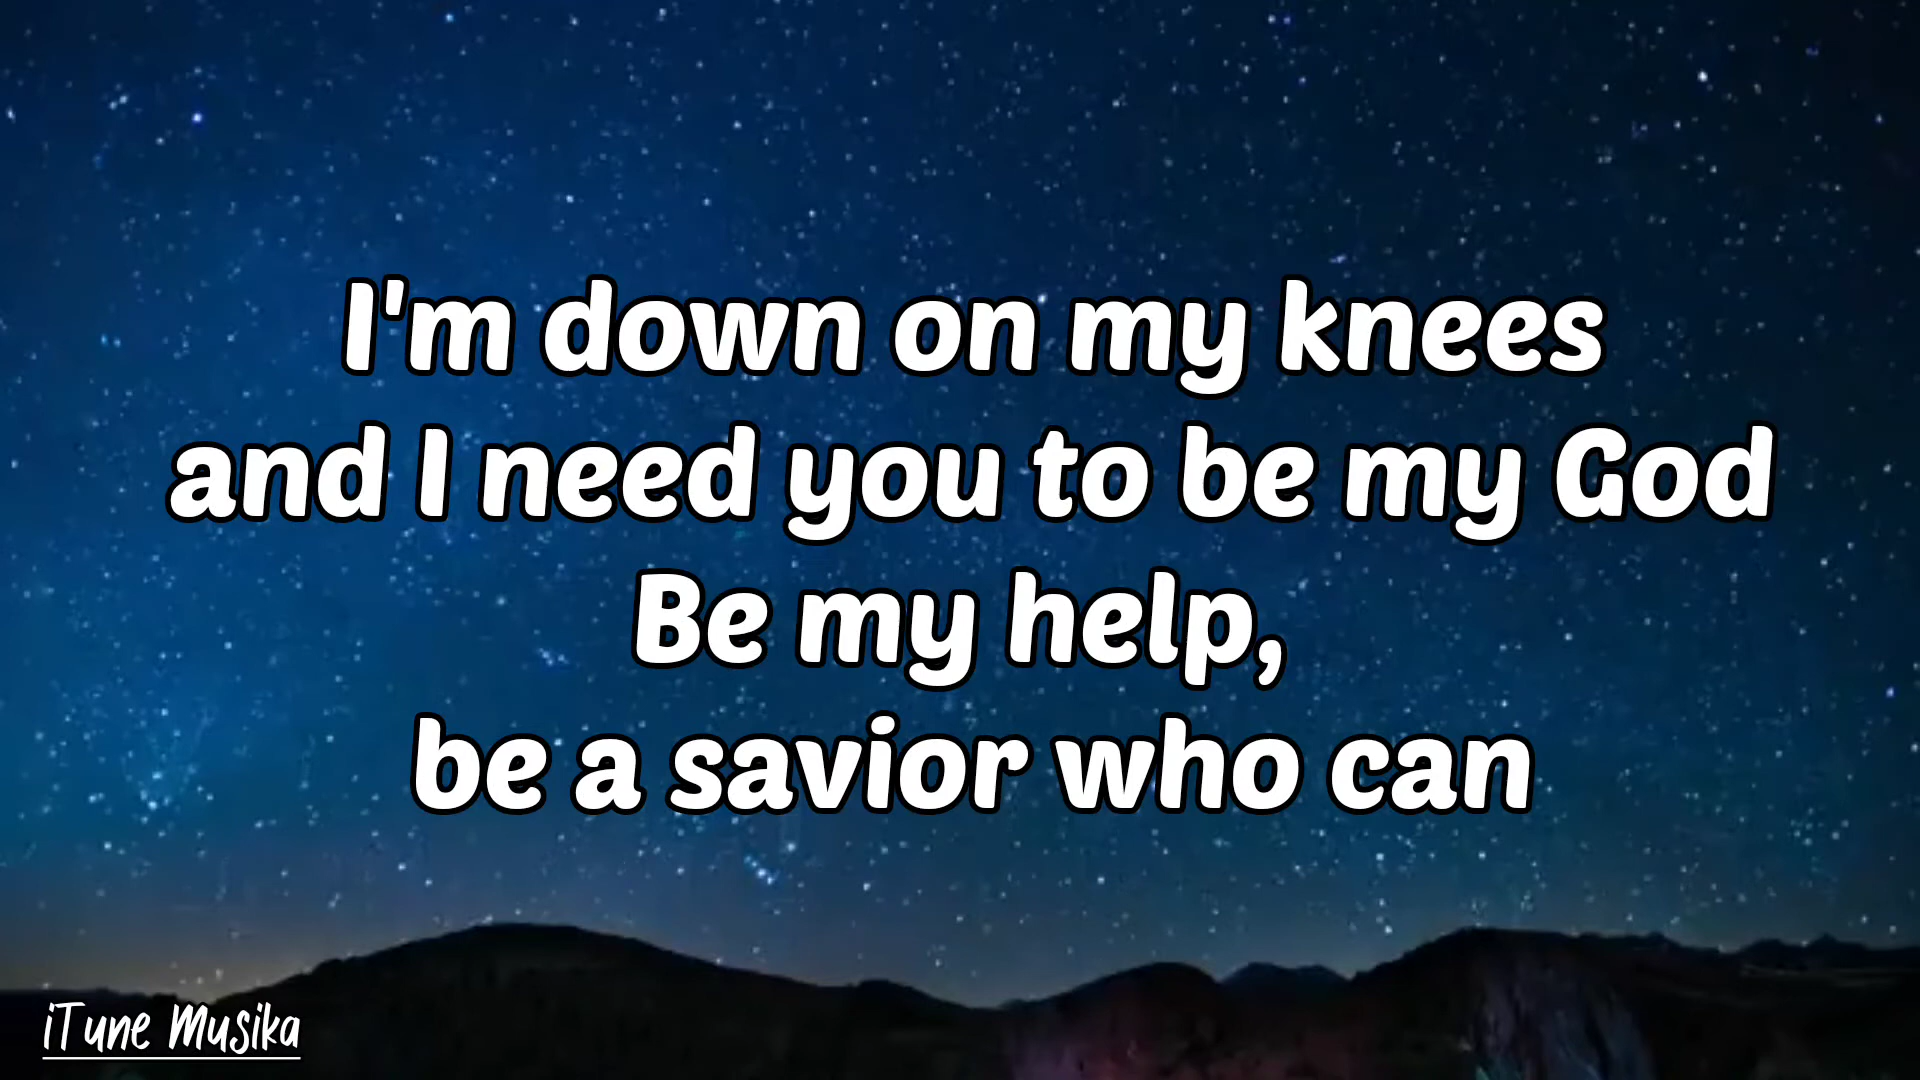 I'm down on my knees
and I need you to be my God
Be my help,
be a savior who can
iTune Musika